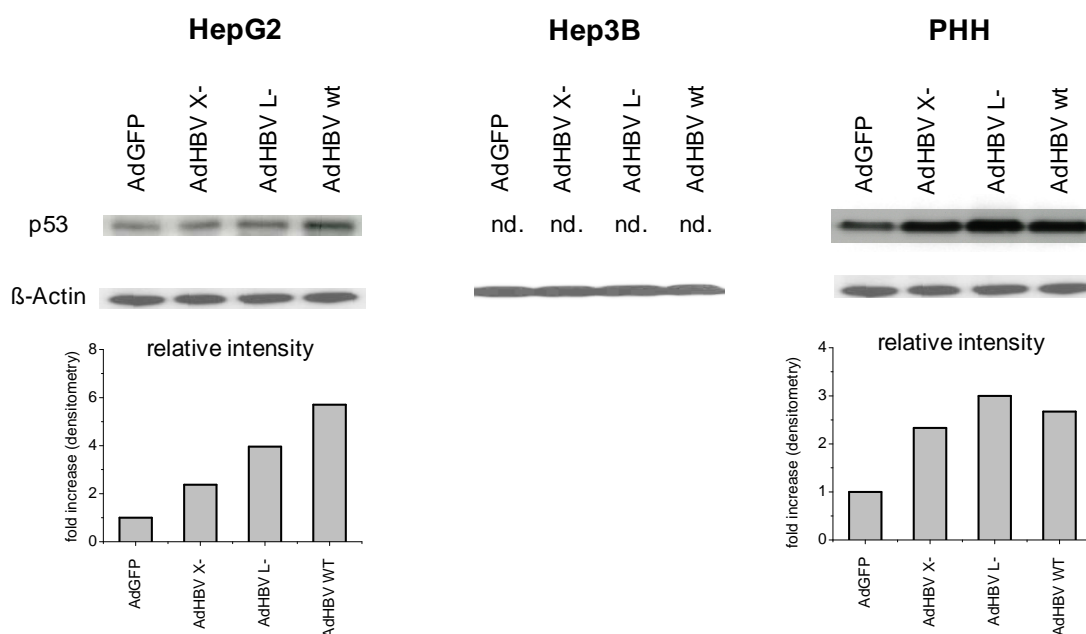 HepG2
Hep3B
PHH
AdGFP
AdHBV X-
AdHBV L-
AdHBV wt
AdGFP
AdHBV X-
AdHBV L-
AdHBV wt
AdGFP
AdHBV X-
AdHBV L-
AdHBV wt
p53
nd. nd. nd. nd.
ß-Actin
relative intensity
fold increase (densitometry)
8
6
4
2
0
AdGFP
AdHBV X-
AdHBV L-
AdHBV WT
relative intensity
fold increase (densitometry)
4
3
2
1
0
AdGFP
AdHBV X-
AdHBV L-
AdHBV WT